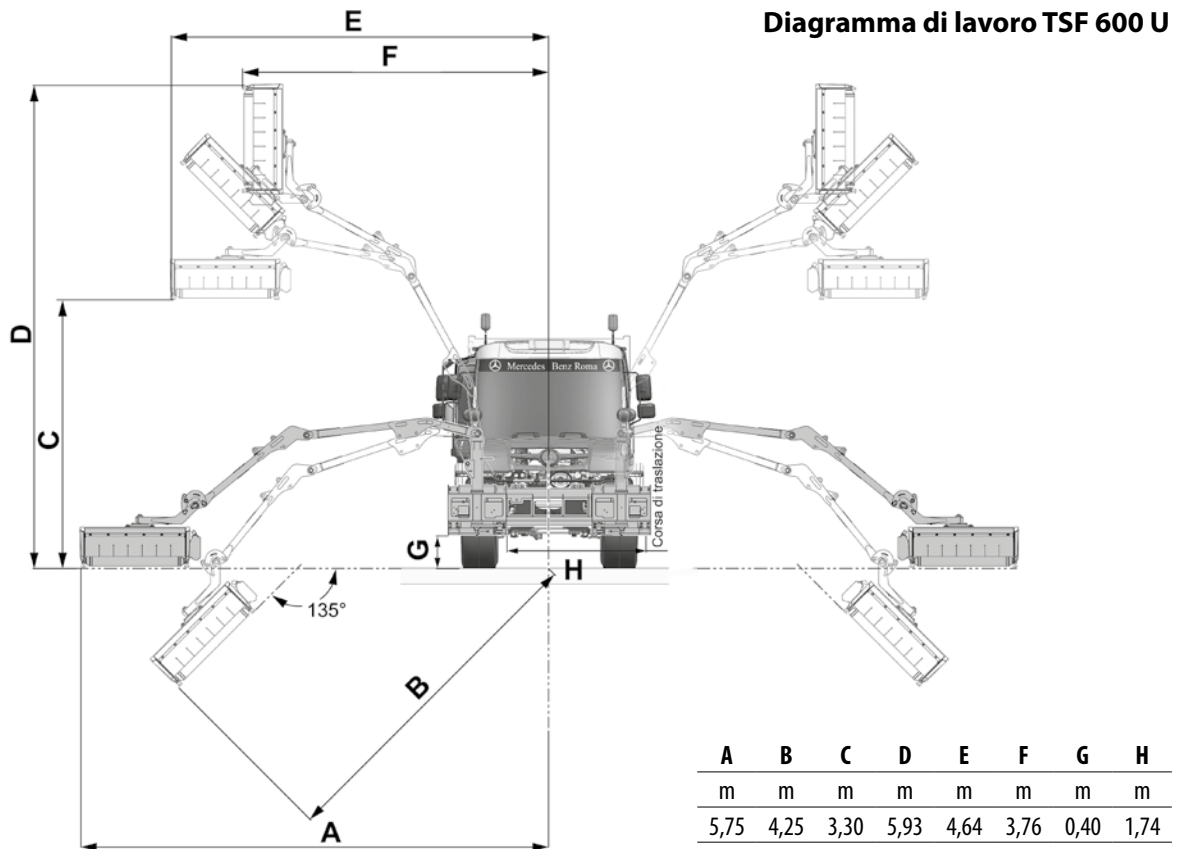 Diagramma di lavoro TSF 600 U
E
F
D
C
Mercedes Benz Roma
Corsa di traslazione
G
H
135°
B
A
A B C D E F G H
m m m m m m m m
5,75 4,25 3,30 5,93 4,64 3,76 0,40 1,74